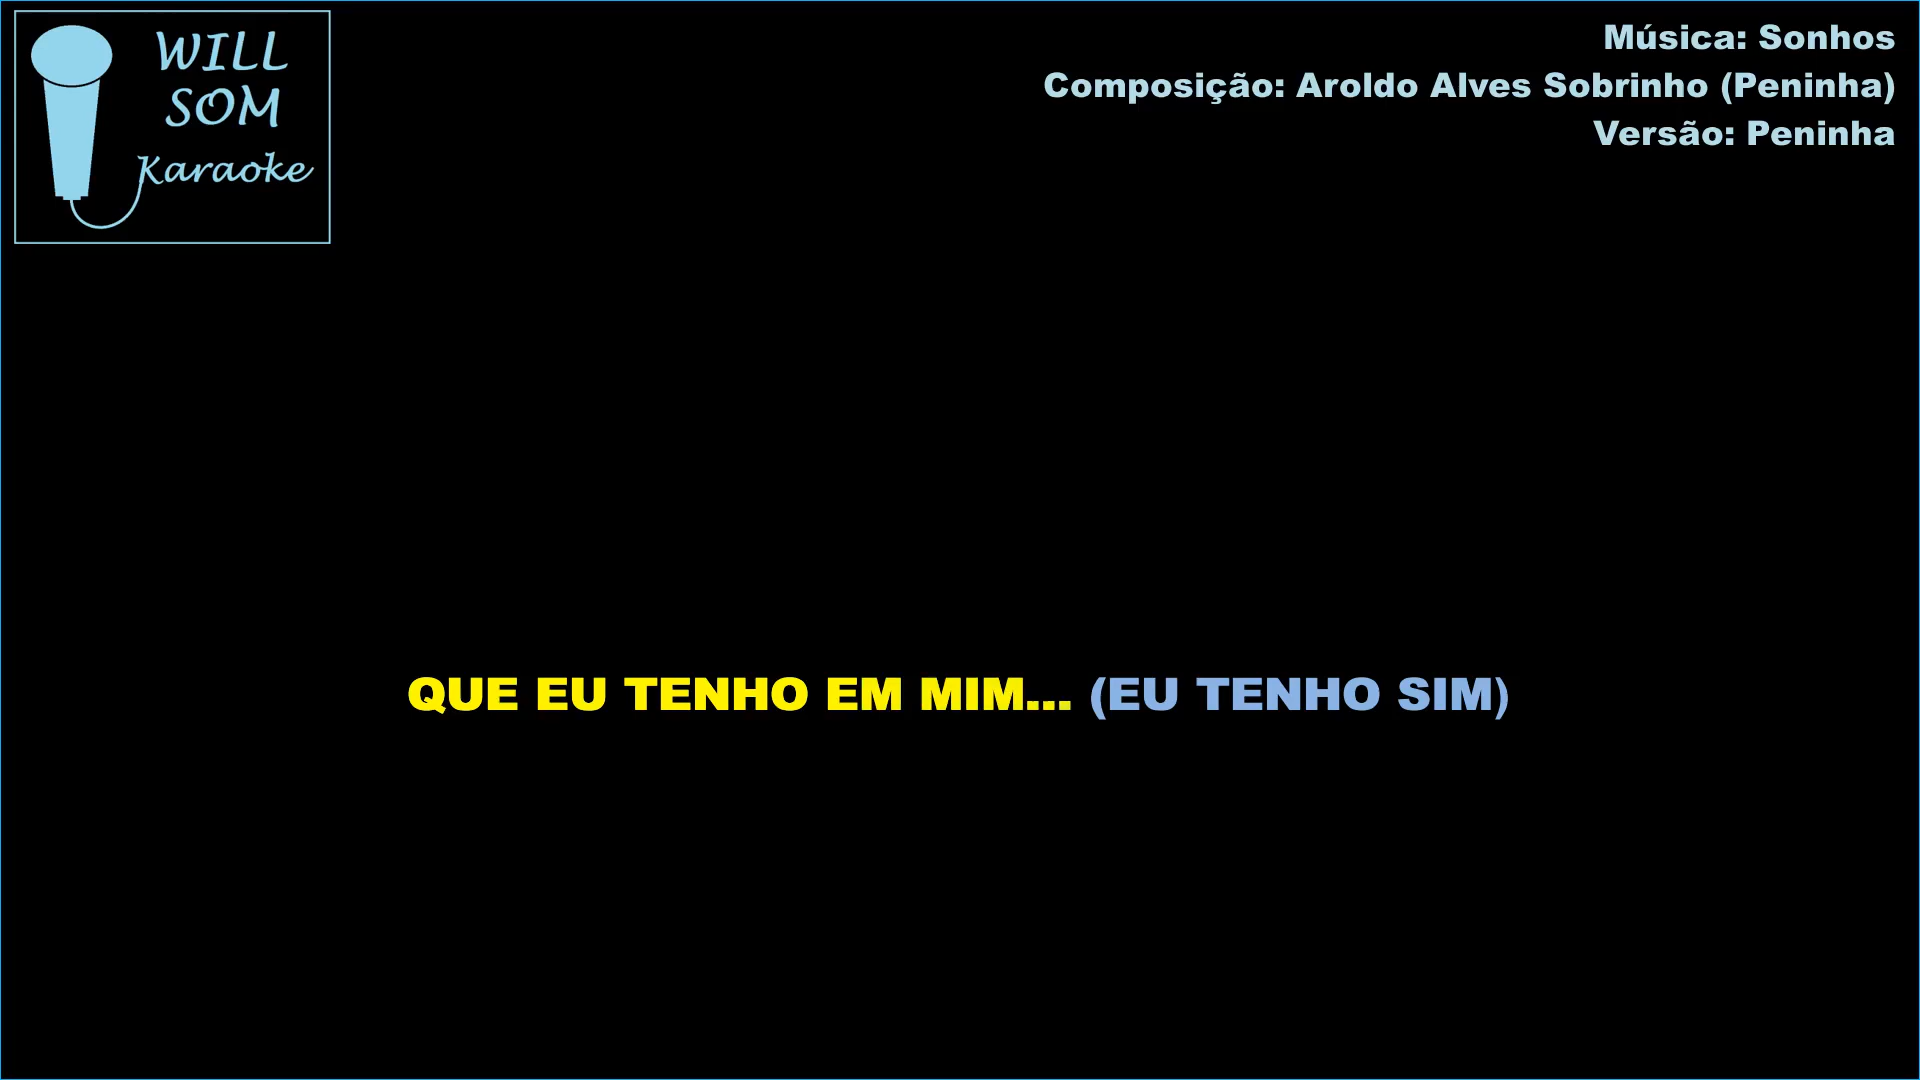 WILL
SOM
Karaoke
Música: Sonhos
Composição: Aroldo Alves Sobrinho (Peninha)
Versão: Peninha
QUE EU TENHO EM MIM... (EU TENHO SIM)